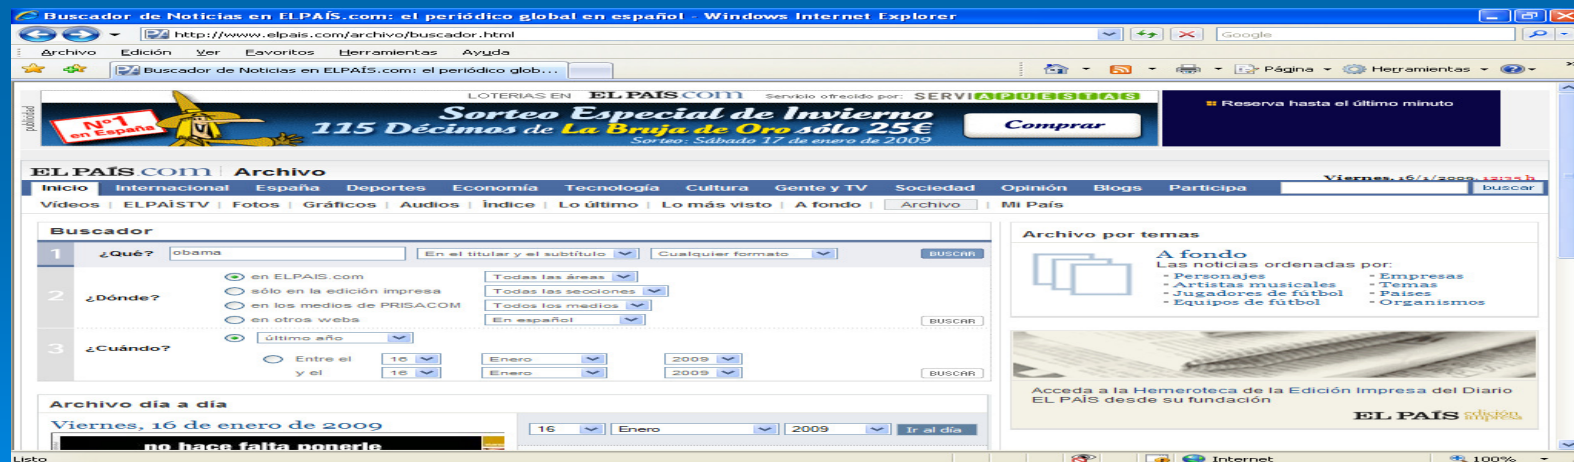 Buscador de Noticias en ELPAÍS.com: el periódico global en español - Windows Internet Explorer
http://www.elpais.com/archivo/buscador.html
Google
Archivo Edición Ver Favoritos Herramientas Ayuda
Buscador de Noticias en ELPAÍS.com: el periódico glob...
Página Herramientas
publicidad
LOTERIAS EN EL PAÍS.COM Servicio ofrecido por: SERVIAPUESTAS
Nº1 en España
Sorteo Especial de Invierno
115 Décimos de La Bruja de Oro sólo 25€
Sorteo: Sábado 17 de enero de 2009
Comprar
Reserva hasta el último minuto
EL PAÍS.COM Archivo
Viernes, 16/1/2009, 12:35 h
Inicio Internacional España Deportes Economía Tecnología Cultura Gente y TV Sociedad Opinión Blogs Participa buscar
Vídeos ELPAÍSTV Fotos Gráficos Audios Índice Lo último Lo más visto A fondo Archivo Mi País
Buscador
1 ¿Qué? obama En el titular y el subtítulo Cualquier formato BUSCAR
2 ¿Dónde?
en ELPAIS.com Todas las áreas
sólo en la edición impresa Todas las secciones
en los medios de PRISACOM Todos los medios
en otros webs En español BUSCAR
3 ¿Cuándo?
último año
Entre el 16 Enero 2009
y el 16 Enero 2009 BUSCAR
Archivo por temas
A fondo
Las noticias ordenadas por:
- Personajes
- Artistas musicales
- Jugadores de fútbol
- Equipos de fútbol
- Empresas
- Temas
- Paises
- Organismos
Acceda a la Hemeroteca de la Edición Impresa del Diario
EL PAÍS desde su fundación
EL PAÍS edición impresa
Archivo día a día
Viernes, 16 de enero de 2009
16 Enero 2009 Ir al día
no hace falta ponerle
Listo
Internet
100%